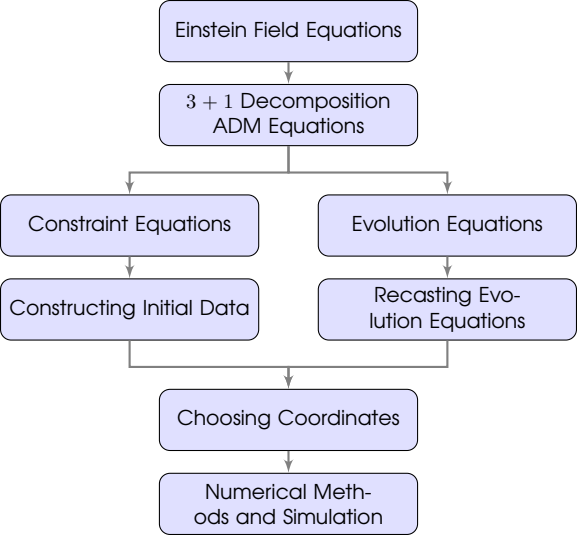 Einstein Field Equations
3 + 1 Decomposition
ADM Equations
Constraint Equations
Evolution Equations
Constructing Initial Data
Recasting Evo-
lution Equations
Choosing Coordinates
Numerical Meth-
ods and Simulation